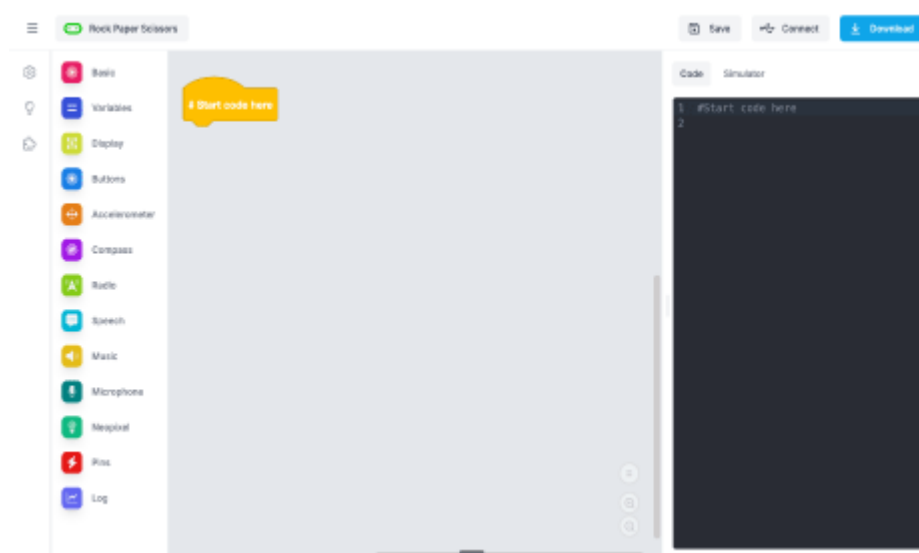 Rock Paper Scissors
Save
Connect
Download
Basic
Variables
Display
Buttons
Accelerometer
Compass
Radio
Speech
Music
Microphone
Neopixel
Pins
Log
# Start code here
Code
Simulator
1 #Start code here
2